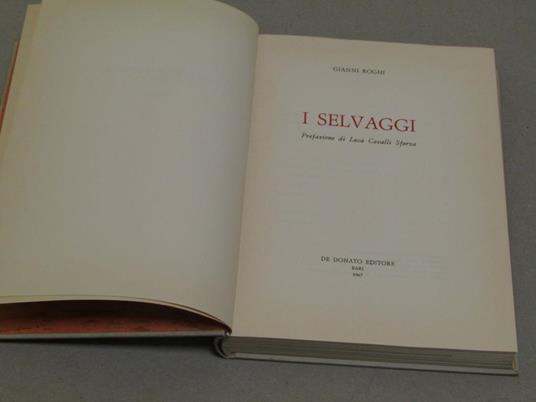 GIANNI ROGHI
I SELVAGGI
Prefazione di Luca Cavalli Sforza
DE DONATO EDITORE
BARI
1967